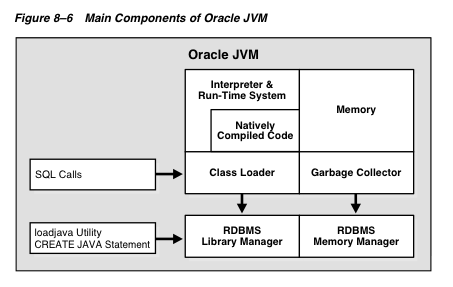 Figure 8–6 Main Components of Oracle JVM
Oracle JVM
Interpreter &
Run-Time System
Natively
Compiled Code
Memory
SQL Calls
Class Loader
Garbage Collector
loadjava Utility
CREATE JAVA Statement
RDBMS
Library Manager
RDBMS
Memory Manager